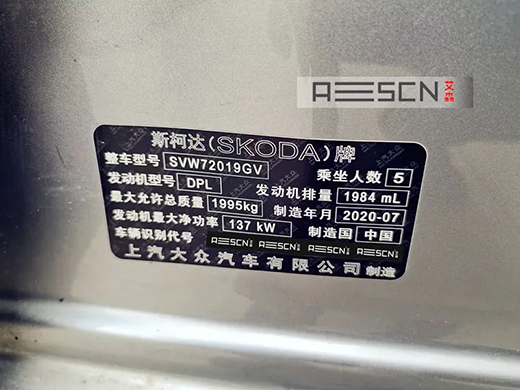 AESCN 艾森
斯柯达(SKODA)牌
整车型号 SVW72019GV 乘坐人数 5
发动机型号 DPL 发动机排量 1984 mL
最大允许总质量 1995kg 制造年月 2020-07
发动机最大净功率 137 kW 制造国 中国
车辆识别代号 AESCN AESCN AESCN AESCN
上汽大众汽车有限公司 制造